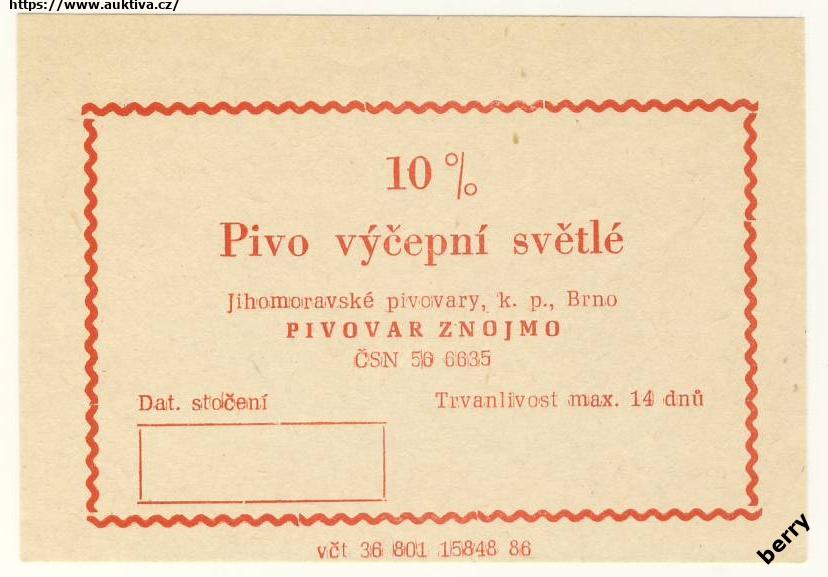 https://www.auktiva.cz/
10 %
Pivo výčepní světlé
Jihomoravské pivovary, k. p., Brno
PIVOVAR ZNOJMO
ČSN 56 6635
Dat. stočení
Trvanlivost max. 14 dnů
včt 36 801 15848 86
berry